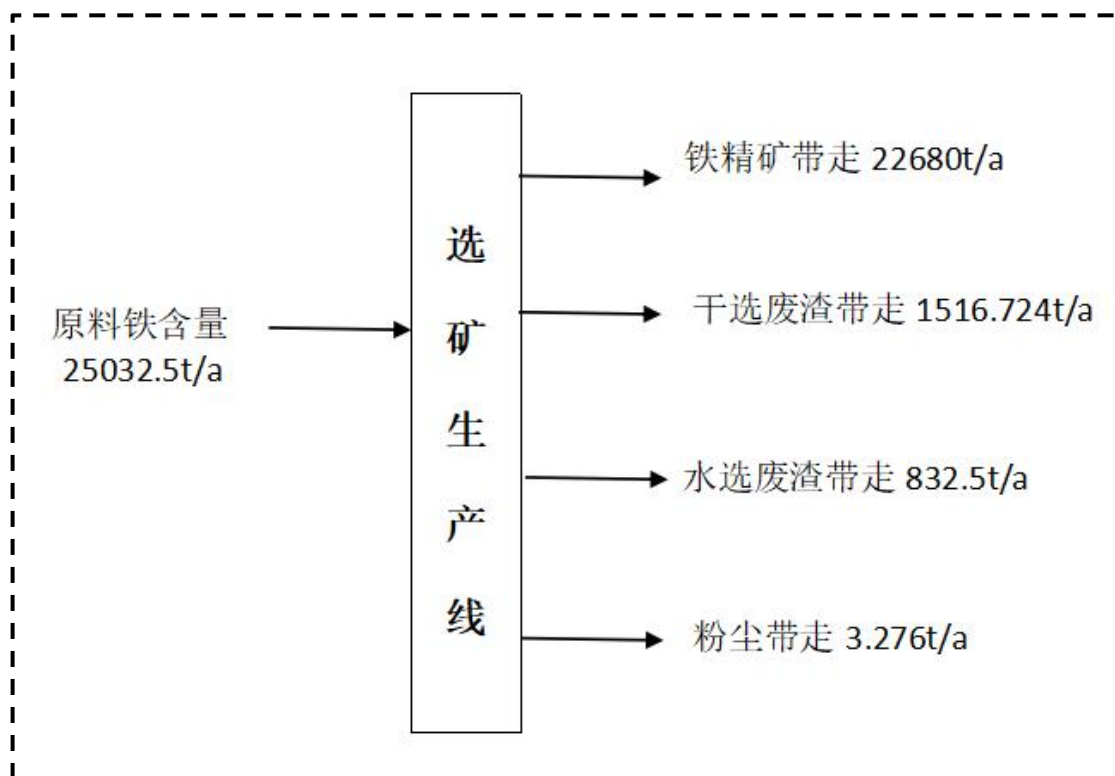 原料铁含量
25032.5t/a
选
矿
生
产
线
铁精矿带走 22680t/a
干选废渣带走 1516.724t/a
水选废渣带走 832.5t/a
粉尘带走 3.276t/a